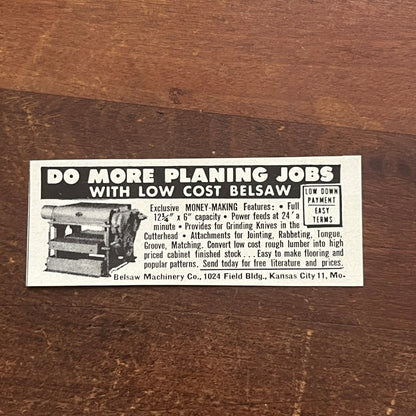 DO MORE PLANING JOBS
WITH LOW COST BELSAW
LOW DOWN
PAYMENT
EASY
TERMS
Exclusive MONEY-MAKING Features: • Full
12⅛" x 6" capacity • Power feeds at 24'a
minute • Provides for Grinding Knives in the
Cutterhead • Attachments for Jointing, Rabbeting, Tongue,
Groove, Matching. Convert low cost rough lumber into high
priced cabinet finished stock . . . Easy to make flooring and
popular patterns. Send today for free literature and prices.
Belsaw Machinery Co., 1024 Field Bldg., Kansas City 11, Mo.